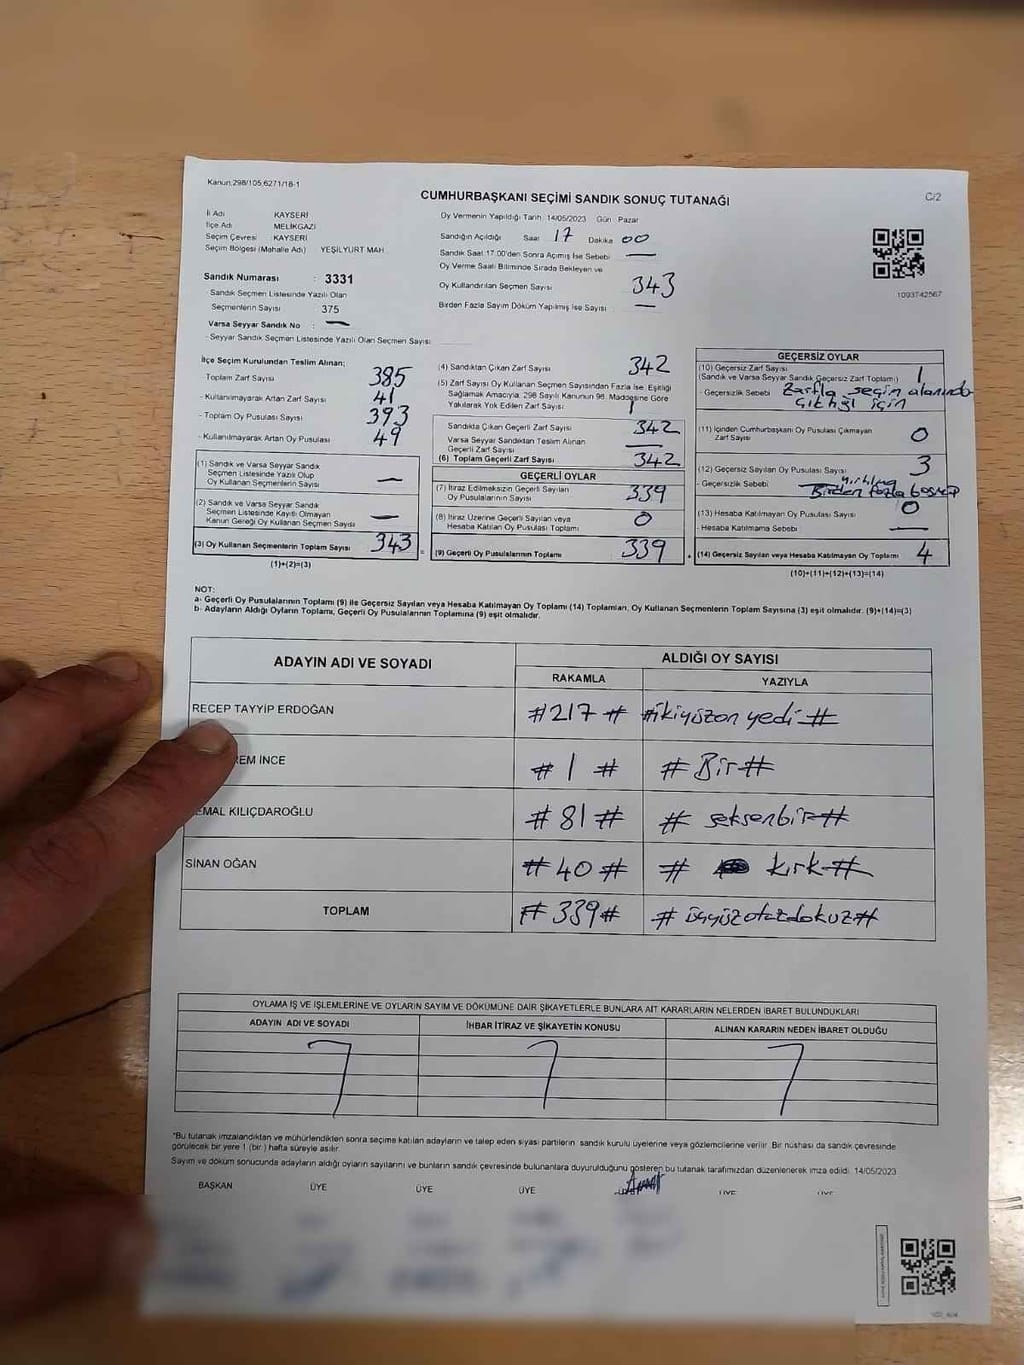 Kanun:298/105,6271/18-1
CUMHURBAŞKANI SEÇİMİ SANDIK SONUÇ TUTANAĞI
C/2
İl Adı KAYSERİ
İlçe Adı MELİKGAZİ
Seçim Çevresi KAYSERİ
Seçim Bölgesi (Mahalle Adı) YEŞİLYURT MAH.
Sandık Numarası : 3331
- Sandık Seçmen Listesinde Yazılı Olan
Seçmenlerin Sayısı 375
Varsa Seyyar Sandık No : —
- Seyyar Sandık Seçmen Listesinde Yazılı Olan Seçmen Sayısı
Oy Vermenin Yapıldığı Tarih 14/05/2023 Gün Pazar
Sandığın Açıldığı Saat 17 Dakika 00
Sandık Saat 17:00'den Sonra Açılmış İse Sebebi —
Oy Verme Saati Bitiminde Sırada Bekleyen ve
Oy Kullandırılan Seçmen Sayısı 343
Birden Fazla Sayım Döküm Yapılmış İse Sayısı —
1093742567
İlçe Seçim Kurulundan Teslim Alınan;
- Toplam Zarf Sayısı 385
- Kullanılmayarak Artan Zarf Sayısı 41
- Toplam Oy Pusulası Sayısı 393
- Kullanılmayarak Artan Oy Pusulası 49
(1) Sandık ve Varsa Seyyar Sandık
Seçmen Listesinde Yazılı Olup
Oy Kullanan Seçmenlerin Sayısı —
(2) Sandık ve Varsa Seyyar Sandık
Seçmen Listesinde Kayıtlı Olmayan
Kanun Gereği Oy Kullanan Seçmen Sayısı —
(3) Oy Kullanan Seçmenlerin Toplam Sayısı 343
(1)+(2)=(3)
(4) Sandıktan Çıkan Zarf Sayısı 342
(5) Zarf Sayısı Oy Kullanan Seçmen Sayısından Fazla İse, Eşitliği
Sağlamak Amacıyla, 298 Sayılı Kanunun 98. Maddesine Göre
Yakılarak Yok Edilen Zarf Sayısı 1
Sandıkta Çıkan Geçerli Zarf Sayısı 342
Varsa Seyyar Sandıktan Teslim Alınan
Geçerli Zarf Sayısı —
(6) Toplam Geçerli Zarf Sayısı 342
GEÇERLİ OYLAR
(7) İtiraz Edilmeksizin Geçerli Sayılan
Oy Pusulalarının Sayısı 339
(8) İtiraz Üzerine Geçerli Sayılan veya
Hesaba Katılan Oy Pusulası Toplamı 0
(9) Geçerli Oy Pusulalarının Toplamı 339
GEÇERSİZ OYLAR
(10) Geçersiz Zarf Sayısı 1
(Sandık ve Varsa Seyyar Sandık Geçersiz Zarf Toplamı)
- Geçersizlik Sebebi Zarfla seçim alanında
çıktığı için
(11) İçinden Cumhurbaşkanı Oy Pusulası Çıkmayan
Zarf Sayısı 0
(12) Geçersiz Sayılan Oy Pusulası Sayısı 3
yırtılma
- Geçersizlik Sebebi Birden fazla
(13) Hesaba Katılmayan Oy Pusulası Sayısı 0
- Hesaba Katılmama Sebebi —
(14) Geçersiz Sayılan veya Hesaba Katılmayan Oy Toplamı 4
(10)+(11)+(12)+(13)=(14)
NOT:
a- Geçerli Oy Pusulalarının Toplamı (9) ile Geçersiz Sayılan veya Hesaba Katılmayan Oy Toplamı (14) Toplamları, Oy Kullanan Seçmenlerin Toplam Sayısına (3) eşit olmalıdır. (9)+(14)=(3)
b- Adayların Aldığı Oyların Toplamı, Geçerli Oy Pusulalarının Toplamına (9) eşit olmalıdır.
ADAYIN ADI VE SOYADI
ALDIĞI OY SAYISI
RAKAMLA YAZIYLA
RECEP TAYYİP ERDOĞAN #217# #ikiyüzon yedi#
REM İNCE #1# #Bir#
EMAL KILIÇDAROĞLU #81# #seksenbir#
SİNAN OĞAN #40# # kırk#
TOPLAM #339# #üçyüzotuzdokuz#
OYLAMA İŞ VE İŞLEMLERİNE VE OYLARIN SAYIM VE DÖKÜMÜNE DAİR ŞİKAYETLERLE BUNLARA AİT KARARLARIN NELERDEN İBARET BULUNDUKLARI
ADAYIN ADI VE SOYADI İHBAR İTİRAZ VE ŞİKAYETİN KONUSU ALINAN KARARIN NEDEN İBARET OLDUĞU
*Bu tutanak imzalandıktan ve mühürlendikten sonra seçime katılan adayların ve talep eden siyasi partilerin sandık kurulu üyelerine veya gözlemcilerine verilir. Bir nüshası da sandık çevresinde
görülecek bir yere 1 (bir) hafta süreyle asılır.
Sayım ve döküm sonucunda adayların aldığı oyların sayılarını ve bunların sandık çevresinde bulunanlara duyurulduğunu gösteren bu tutanak tarafımızdan düzenlenerek imza edildi. 14/05/2023
BAŞKAN ÜYE ÜYE ÜYE ÜYE ÜYE